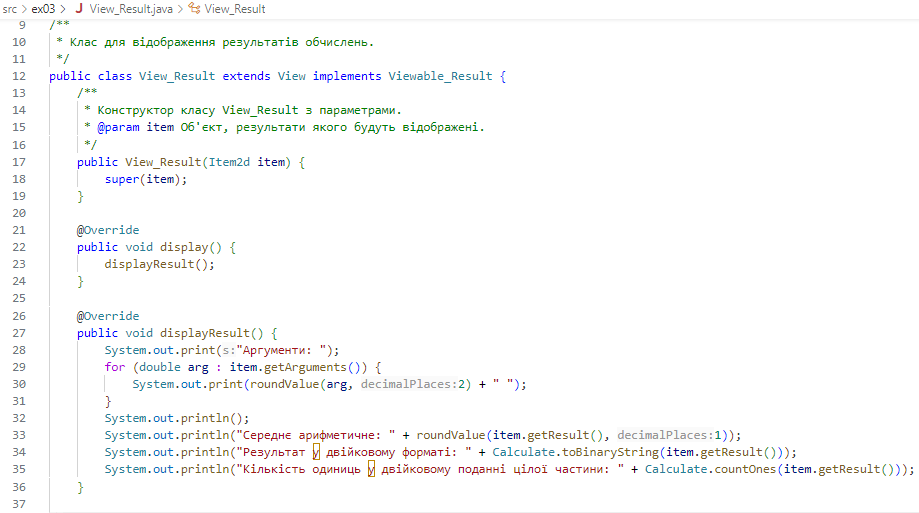 src > ex03 > J View_Result.java > View_Result
9 /**
10 * Клас для відображення результатів обчислень.
11 */
12 public class View_Result extends View implements Viewable_Result {
13 /**
14 * Конструктор класу View_Result з параметрами.
15 * @param item Об'єкт, результати якого будуть відображені.
16 */
17 public View_Result(Item2d item) {
18 super(item);
19 }
20
21 @Override
22 public void display() {
23 displayResult();
24 }
25
26 @Override
27 public void displayResult() {
28 System.out.print(s:"Аргументи: ");
29 for (double arg : item.getArguments()) {
30 System.out.print(roundValue(arg, decimalPlaces:2) + " ");
31 }
32 System.out.println();
33 System.out.println("Середнє арифметичне: " + roundValue(item.getResult(), decimalPlaces:1));
34 System.out.println("Результат у двійковому форматі: " + Calculate.toBinaryString(item.getResult()));
35 System.out.println("Кількість одиниць у двійковому поданні цілої частини: " + Calculate.countOnes(item.getResult()));
36 }
37